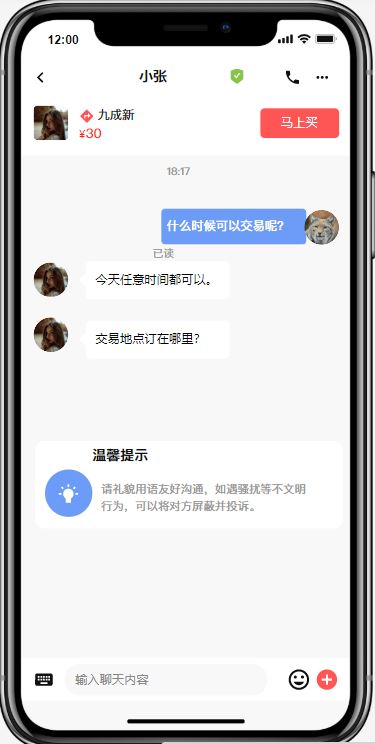 12:00
小张
九成新
¥30
马上买
18:17
什么时候可以交易呢？
已读
今天任意时间都可以。
交易地点订在哪里？
温馨提示
请礼貌用语友好沟通，如遇骚扰等不文明
行为，可以将对方屏蔽并投诉。
输入聊天内容